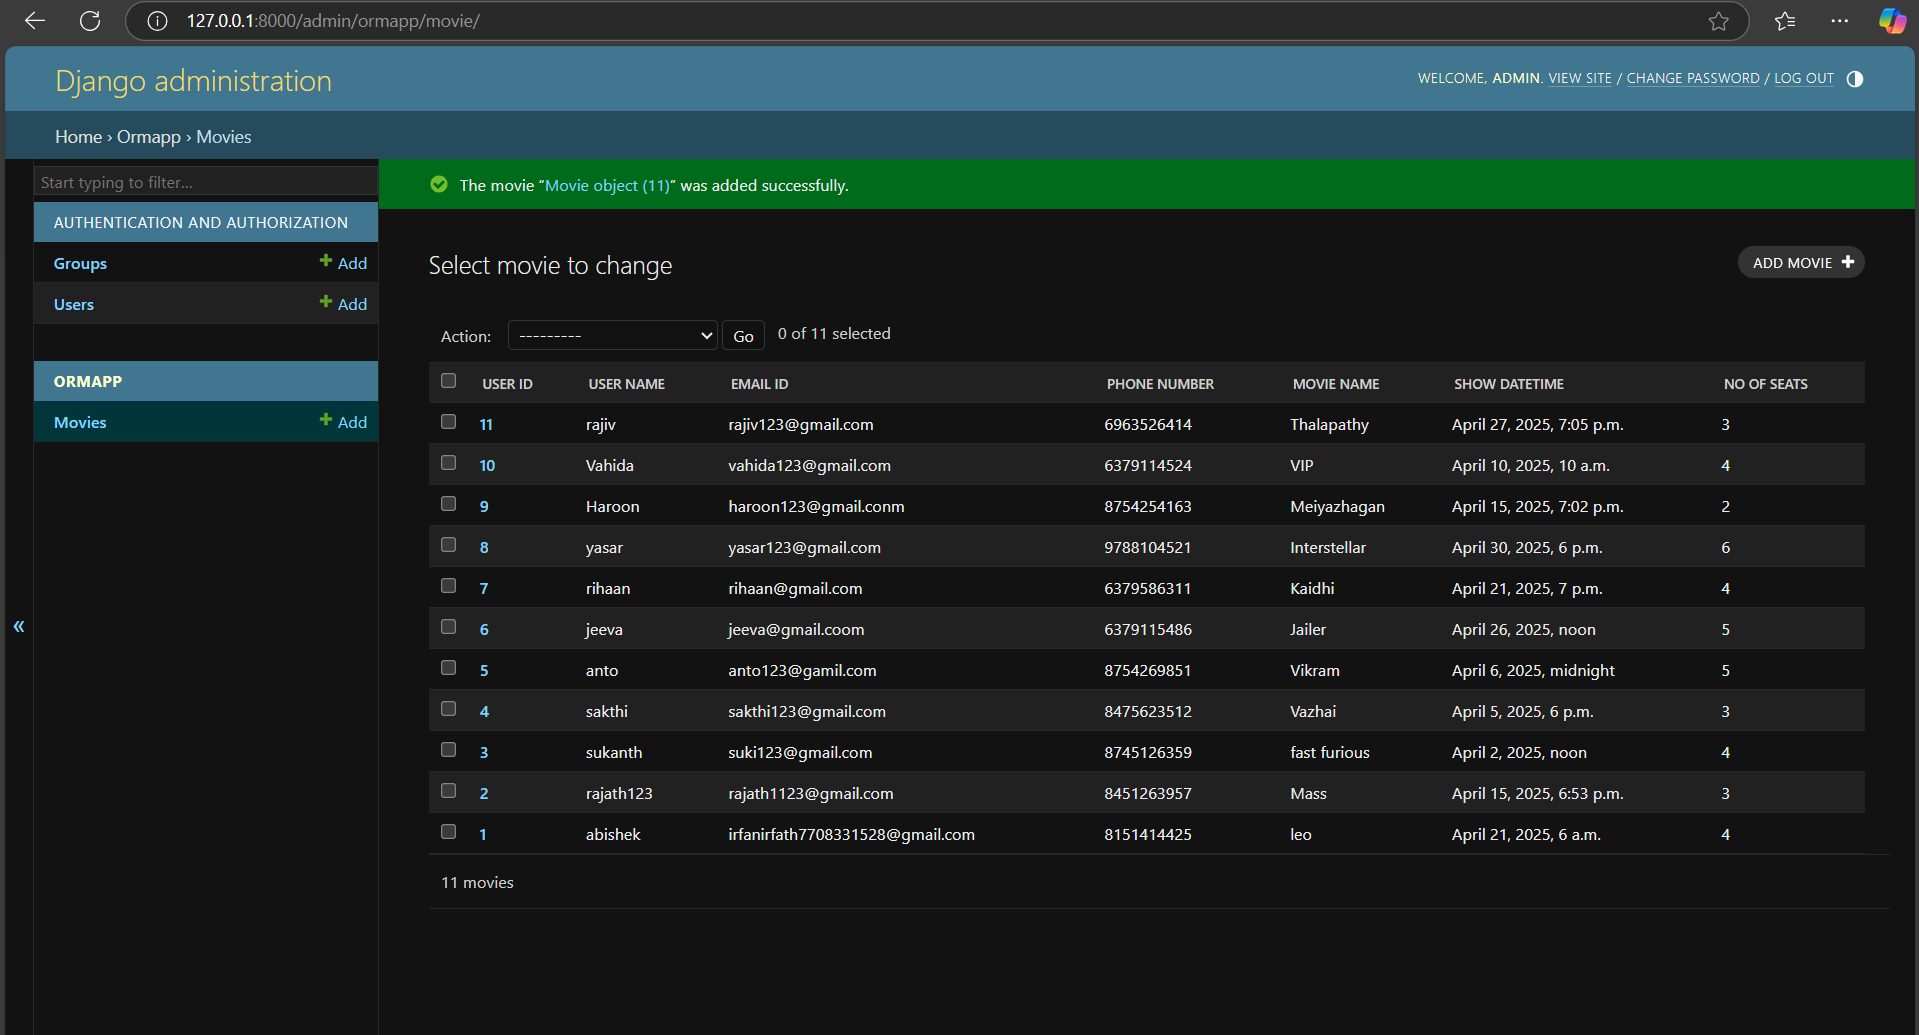 127.0.0.1:8000/admin/ormapp/movie/
Django administration
WELCOME, ADMIN. VIEW SITE / CHANGE PASSWORD / LOG OUT
Home › Ormapp › Movies
Start typing to filter...
AUTHENTICATION AND AUTHORIZATION
Groups + Add
Users + Add
ORMAPP
Movies + Add
«
The movie “Movie object (11)” was added successfully.
Select movie to change
ADD MOVIE +
Action: --------- Go 0 of 11 selected
USER ID USER NAME EMAIL ID PHONE NUMBER MOVIE NAME SHOW DATETIME NO OF SEATS
11 rajiv rajiv123@gmail.com 6963526414 Thalapathy April 27, 2025, 7:05 p.m. 3
10 Vahida vahida123@gmail.com 6379114524 VIP April 10, 2025, 10 a.m. 4
9 Haroon haroon123@gmail.conm 8754254163 Meiyazhagan April 15, 2025, 7:02 p.m. 2
8 yasar yasar123@gmail.com 9788104521 Interstellar April 30, 2025, 6 p.m. 6
7 rihaan rihaan@gmail.com 6379586311 Kaidhi April 21, 2025, 7 p.m. 4
6 jeeva jeeva@gmail.coom 6379115486 Jailer April 26, 2025, noon 5
5 anto anto123@gamil.com 8754269851 Vikram April 6, 2025, midnight 5
4 sakthi sakthi123@gmail.com 8475623512 Vazhai April 5, 2025, 6 p.m. 3
3 sukanth suki123@gmail.com 8745126359 fast furious April 2, 2025, noon 4
2 rajath123 rajath1123@gmail.com 8451263957 Mass April 15, 2025, 6:53 p.m. 3
1 abishek irfanirfath7708331528@gmail.com 8151414425 leo April 21, 2025, 6 a.m. 4
11 movies